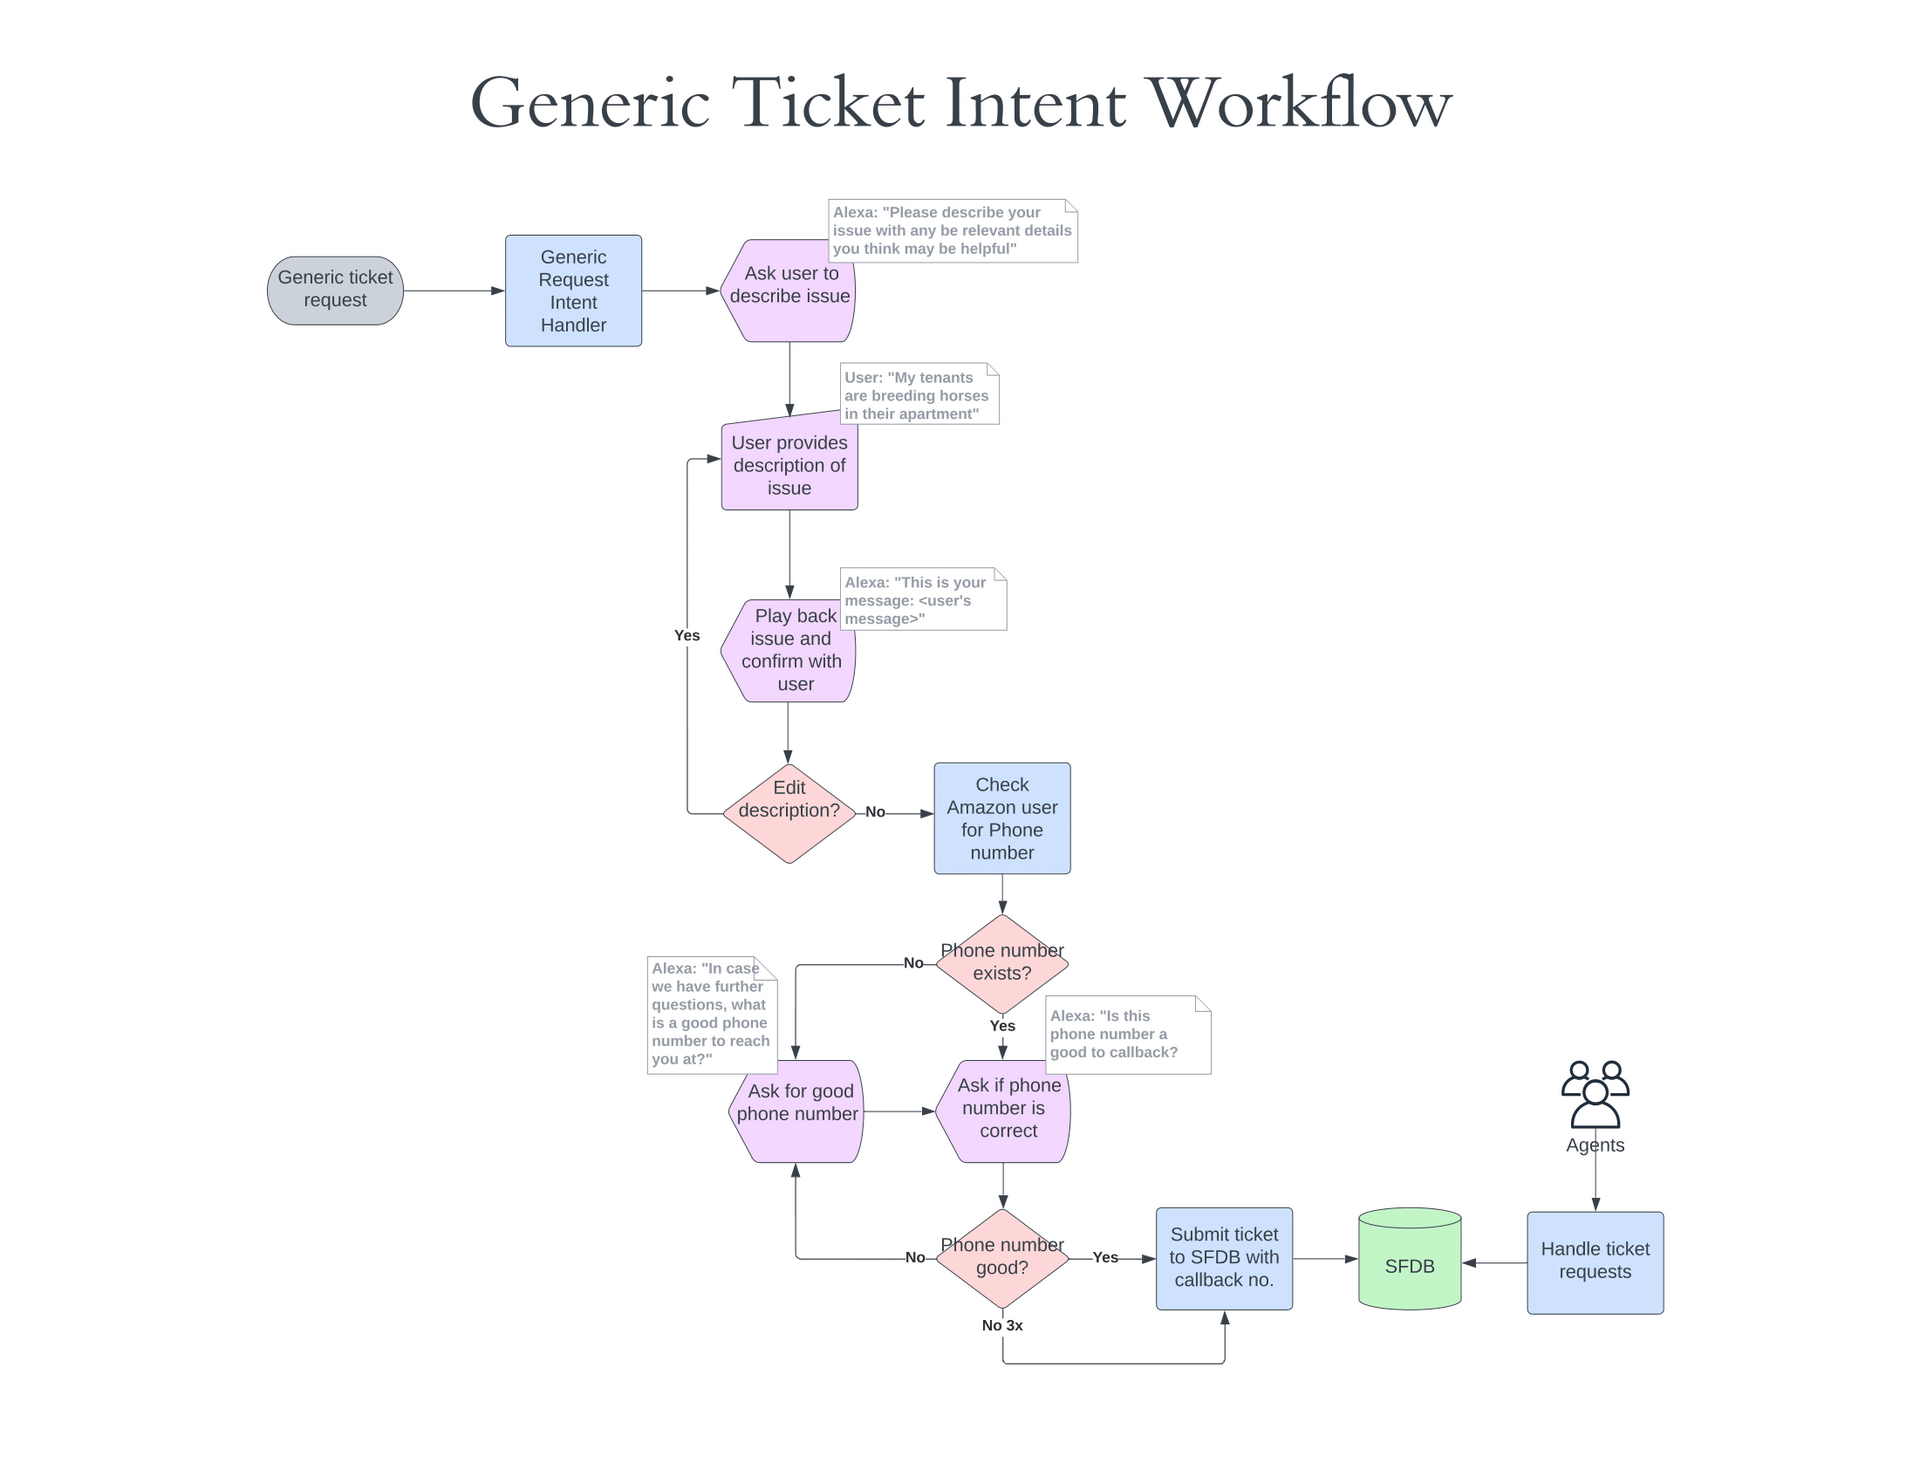 Generic Ticket Intent Workflow
Alexa: "Please describe your
issue with any be relevant details
you think may be helpful"
Generic ticket
request
Generic
Request
Intent
Handler
Ask user to
describe issue
User: "My tenants
are breeding horses
in their apartment"
User provides
description of
issue
Alexa: "This is your
message: <user's
message>"
Play back
issue and
confirm with
user
Yes
Edit
description?
No
Check
Amazon user
for Phone
number
Phone number
exists?
No
Yes
Alexa: "In case
we have further
questions, what
is a good phone
number to reach
you at?"
Alexa: "Is this
phone number a
good to callback?
Ask for good
phone number
Ask if phone
number is
correct
Agents
Phone number
good?
No
Yes
No 3x
Submit ticket
to SFDB with
callback no.
SFDB
Handle ticket
requests